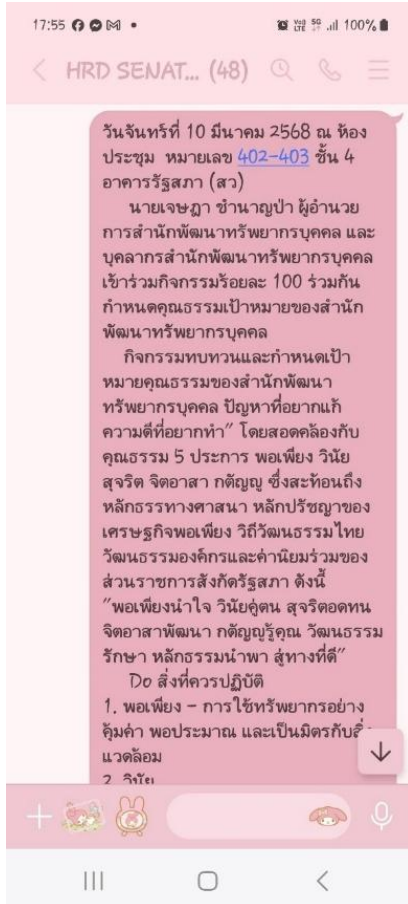 17:55
100%
HRD SENAT... (48)
วันจันทร์ที่ 10 มีนาคม 2568 ณ ห้อง
ประชุม หมายเลข 402-403 ชั้น 4
อาคารรัฐสภา (สว)
นายเจษฎา ชำนาญป่า ผู้อำนวย
การสำนักพัฒนาทรัพยากรบุคคล และ
บุคลากรสำนักพัฒนาทรัพยากรบุคคล
เข้าร่วมกิจกรรมร้อยละ 100 ร่วมกัน
กำหนดคุณธรรมเป้าหมายของสำนัก
พัฒนาทรัพยากรบุคคล
กิจกรรมทบทวนและกำหนดเป้า
หมายคุณธรรมของสำนักพัฒนา
ทรัพยากรบุคคล ปัญหาที่อยากแก้
ความดีที่อยากทำ" โดยสอดคล้องกับ
คุณธรรม 5 ประการ พอเพียง วินัย
สุจริต จิตอาสา กตัญญู ซึ่งสะท้อนถึง
หลักธรรทางศาสนา หลักปรัชญาของ
เศรษฐกิจพอเพียง วิถีวัฒนธรรมไทย
วัฒนธรรมองค์กรและค่านิยมร่วมของ
ส่วนราชการสังกัดรัฐสภา ดังนี้
"พอเพียงนำใจ วินัยคู่ตน สุจริตอดทน
จิตอาสาพัฒนา กตัญญูรู้คุณ วัฒนธรรม
รักษา หลักธรรมนำพา สู่ทางที่ดี"
Do สิ่งที่ควรปฏิบัติ
1. พอเพียง - การใช้ทรัพยากรอย่าง
คุ้มค่า พอประมาณ และเป็นมิตรกับสิ่ง
แวดล้อม
2. วินัย